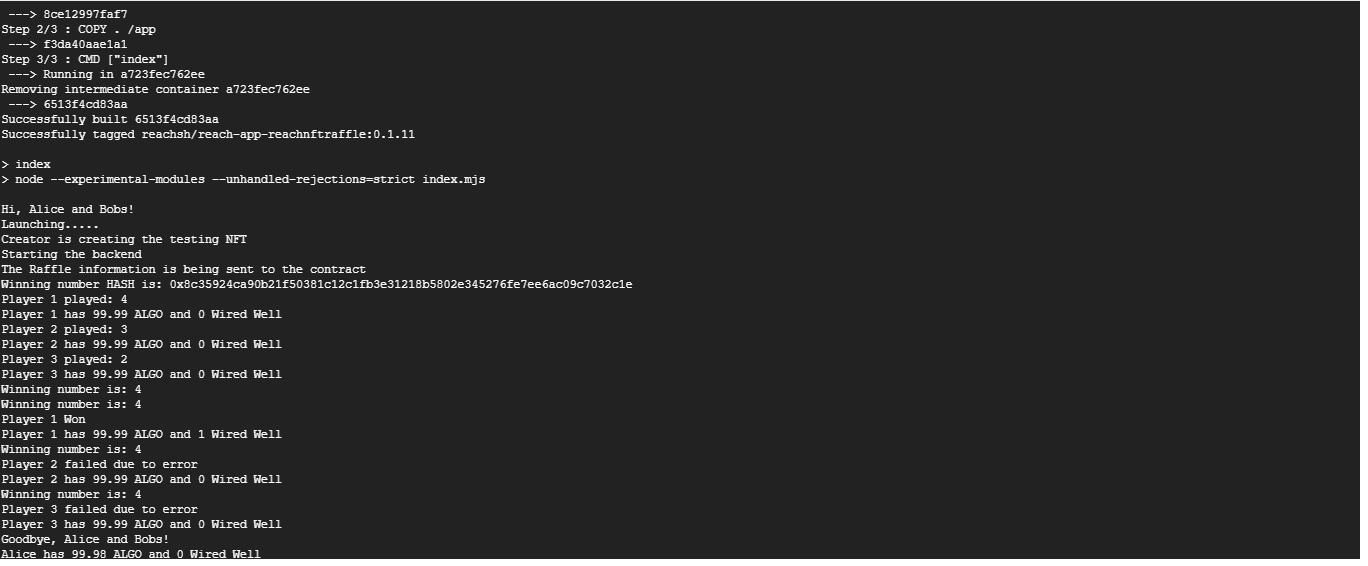 ---> 8ce12997faf7
Step 2/3 : COPY . /app
---> f3da40aae1a1
Step 3/3 : CMD ["index"]
---> Running in a723fec762ee
Removing intermediate container a723fec762ee
---> 6513f4cd83aa
Successfully built 6513f4cd83aa
Successfully tagged reachsh/reach-app-reachnftraffle:0.1.11
> index
> node --experimental-modules --unhandled-rejections=strict index.mjs
Hi, Alice and Bobs!
Launching.....
Creator is creating the testing NFT
Starting the backend
The Raffle information is being sent to the contract
Winning number HASH is: 0x8c35924ca90b21f50381c12c1fb3e31218b5802e345276fe7ee6ac09c7032c1e
Player 1 played: 4
Player 1 has 99.99 ALGO and 0 Wired Well
Player 2 played: 3
Player 2 has 99.99 ALGO and 0 Wired Well
Player 3 played: 2
Player 3 has 99.99 ALGO and 0 Wired Well
Winning number is: 4
Winning number is: 4
Player 1 Won
Player 1 has 99.99 ALGO and 1 Wired Well
Winning number is: 4
Player 2 failed due to error
Player 2 has 99.99 ALGO and 0 Wired Well
Winning number is: 4
Player 3 failed due to error
Player 3 has 99.99 ALGO and 0 Wired Well
Goodbye, Alice and Bobs!
Alice has 99.98 ALGO and 0 Wired Well